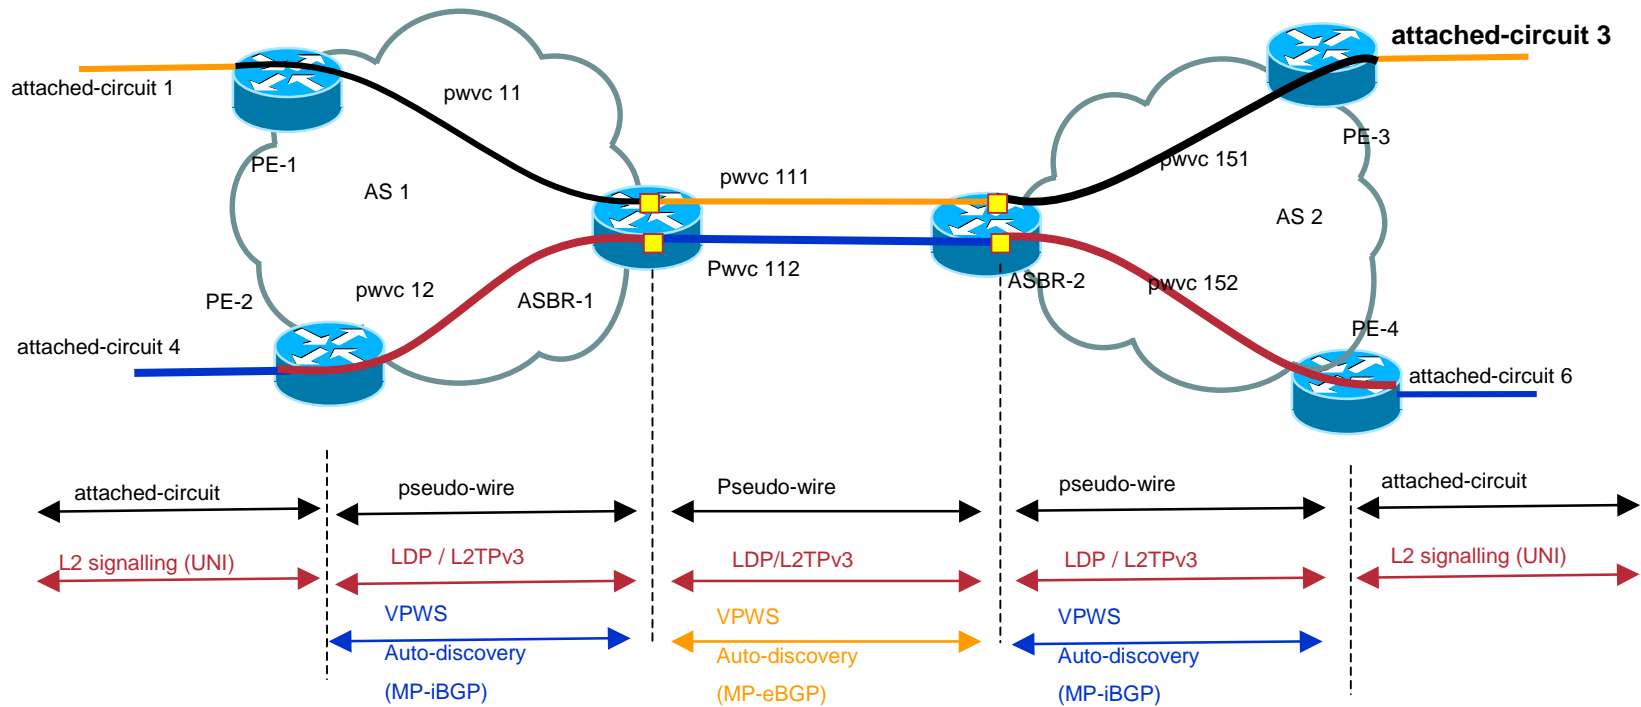 attached-circuit 3
attached-circuit 1
pwvc 11
PE-1
PE-3
AS 1
pwvc 111
pwvc 151
AS 2
Pwvc 112
PE-2
pwvc 12
ASBR-1
ASBR-2
pwvc 152
PE-4
attached-circuit 4
attached-circuit 6
attached-circuit
pseudo-wire
Pseudo-wire
pseudo-wire
attached-circuit
L2 signalling (UNI)
LDP / L2TPv3
LDP/L2TPv3
LDP / L2TPv3
L2 signalling (UNI)
VPWS
Auto-discovery
(MP-iBGP)
VPWS
Auto-discovery
(MP-eBGP)
VPWS
Auto-discovery
(MP-iBGP)